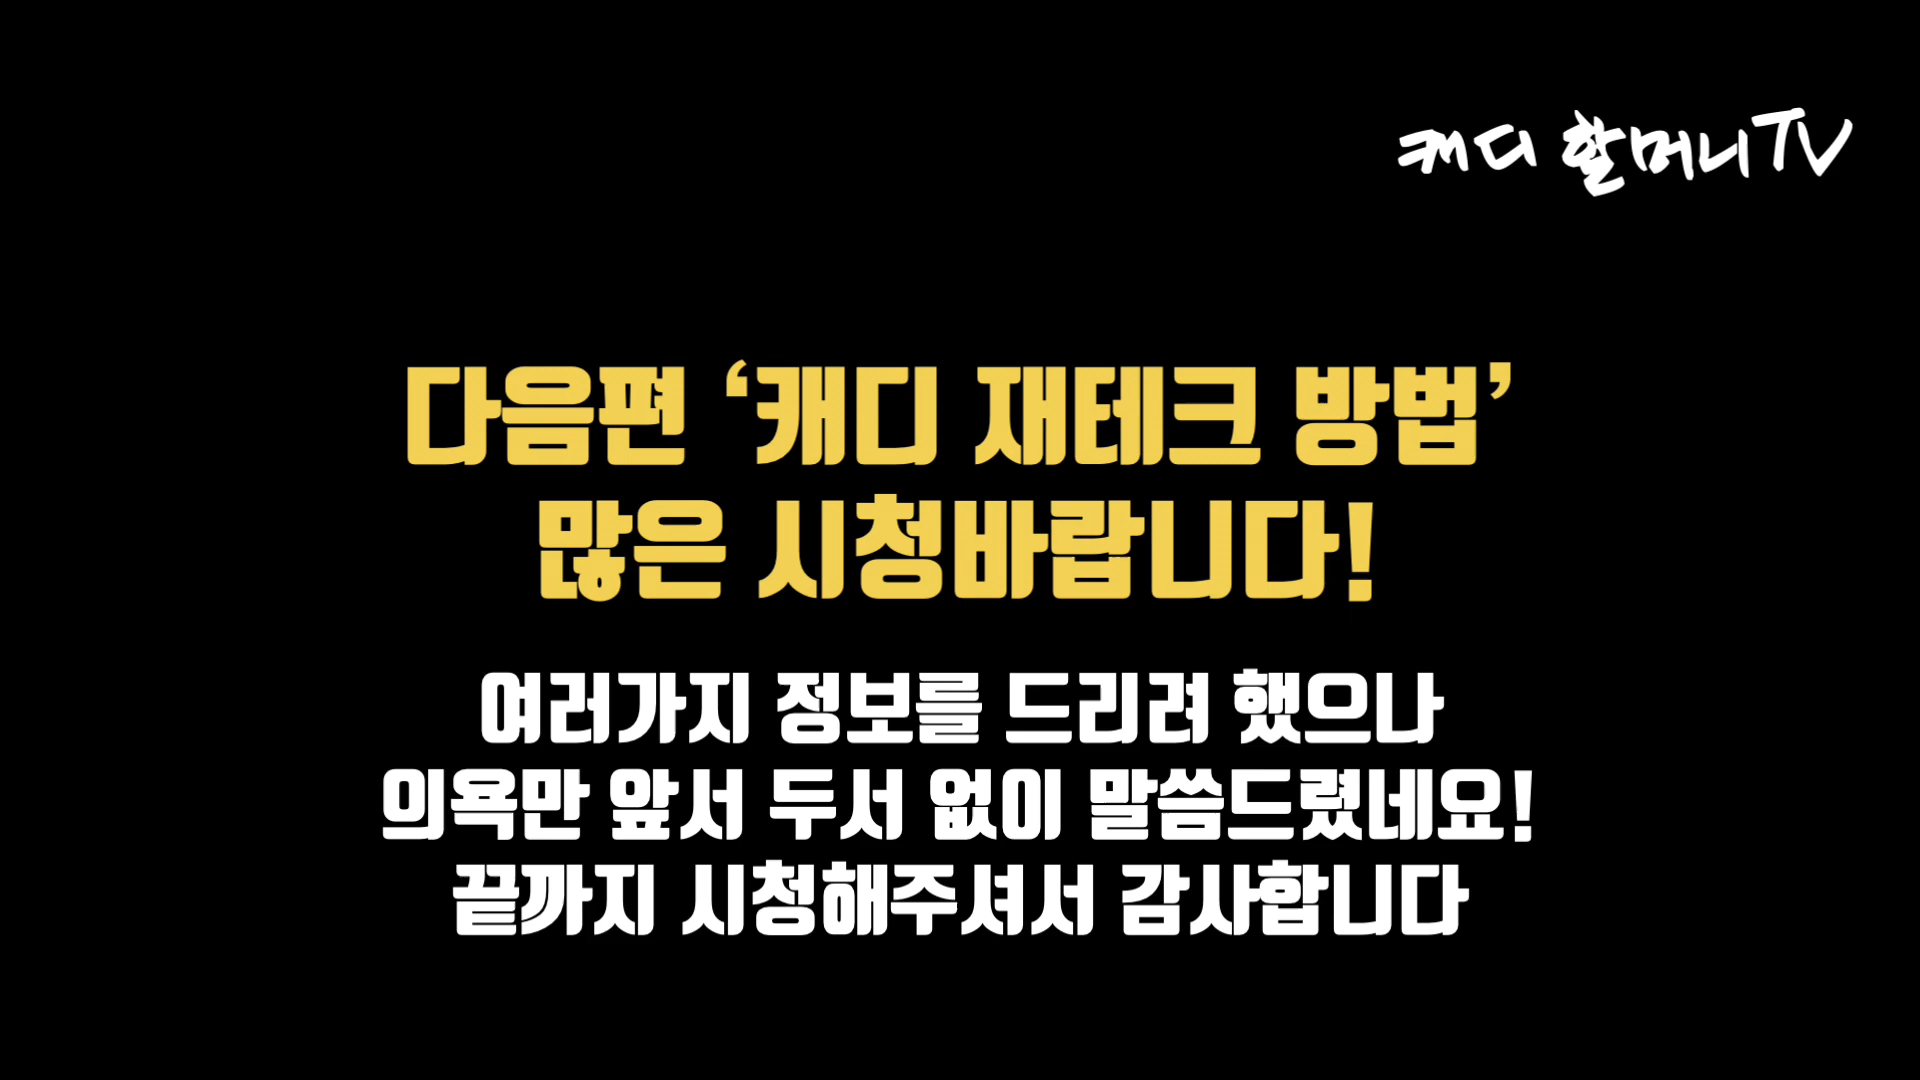 캐디 할머니TV
다음편 ‘캐디 재테크 방법’
많은 시청바랍니다!
여러가지 정보를 드리려 했으나
의욕만 앞서 두서 없이 말씀드렸네요!
끝까지 시청해주셔서 감사합니다